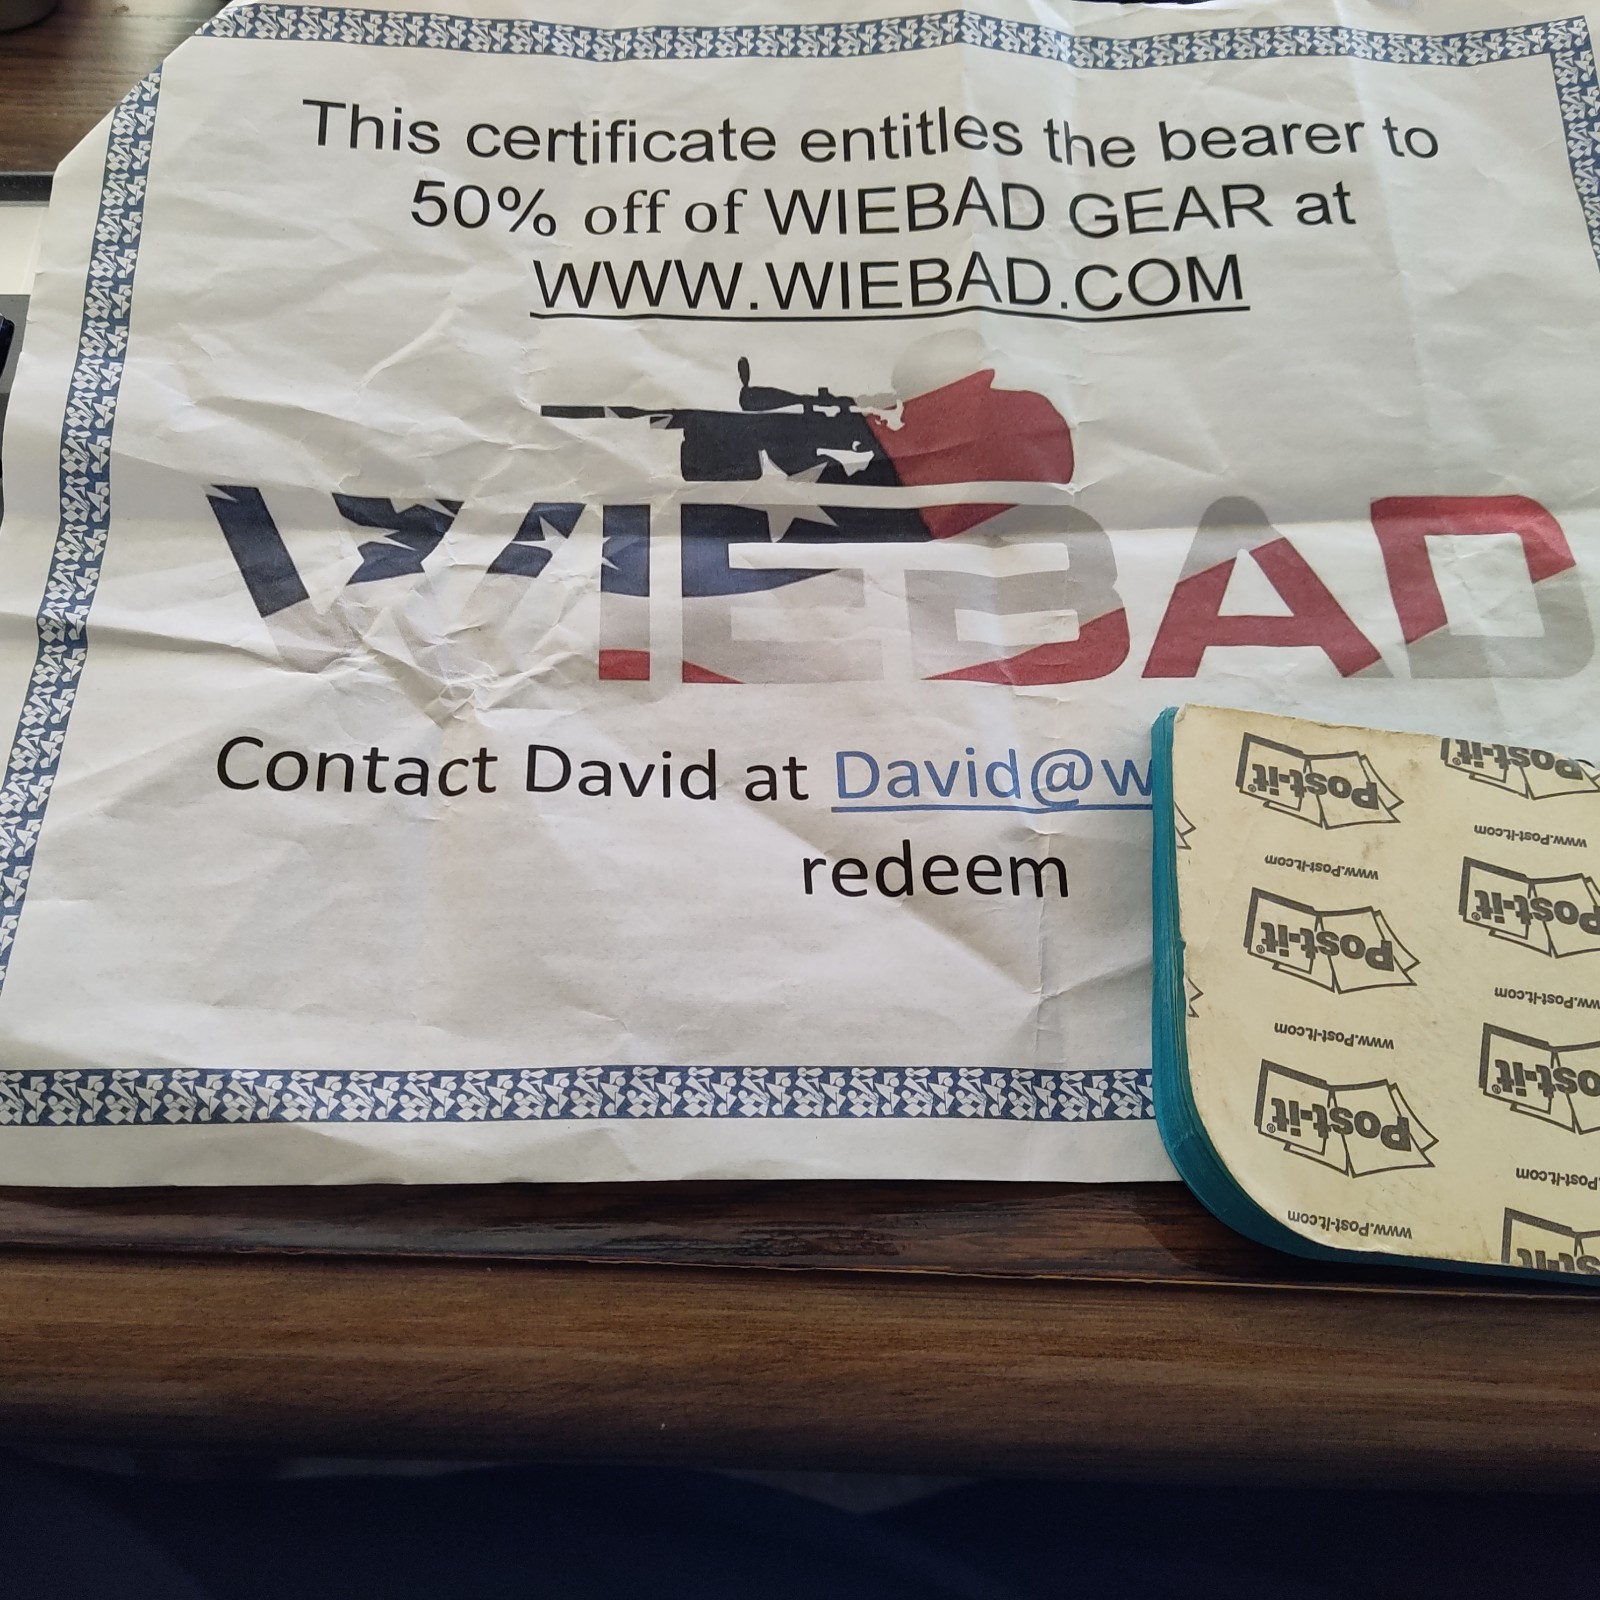 This certificate entitles the bearer to
50% off of WIEBAD GEAR at
WWW.WIEBAD.COM
WIEBAD
Contact David at David@w
redeem
Post-it®
Post-it
www.Post-it.com
www.Post-it.com
Post-it®
Post-it
www.Post-it.com
www.Post-it.com
Post-it®
Post-it®
www.Post-it.com
www.Post-it.com